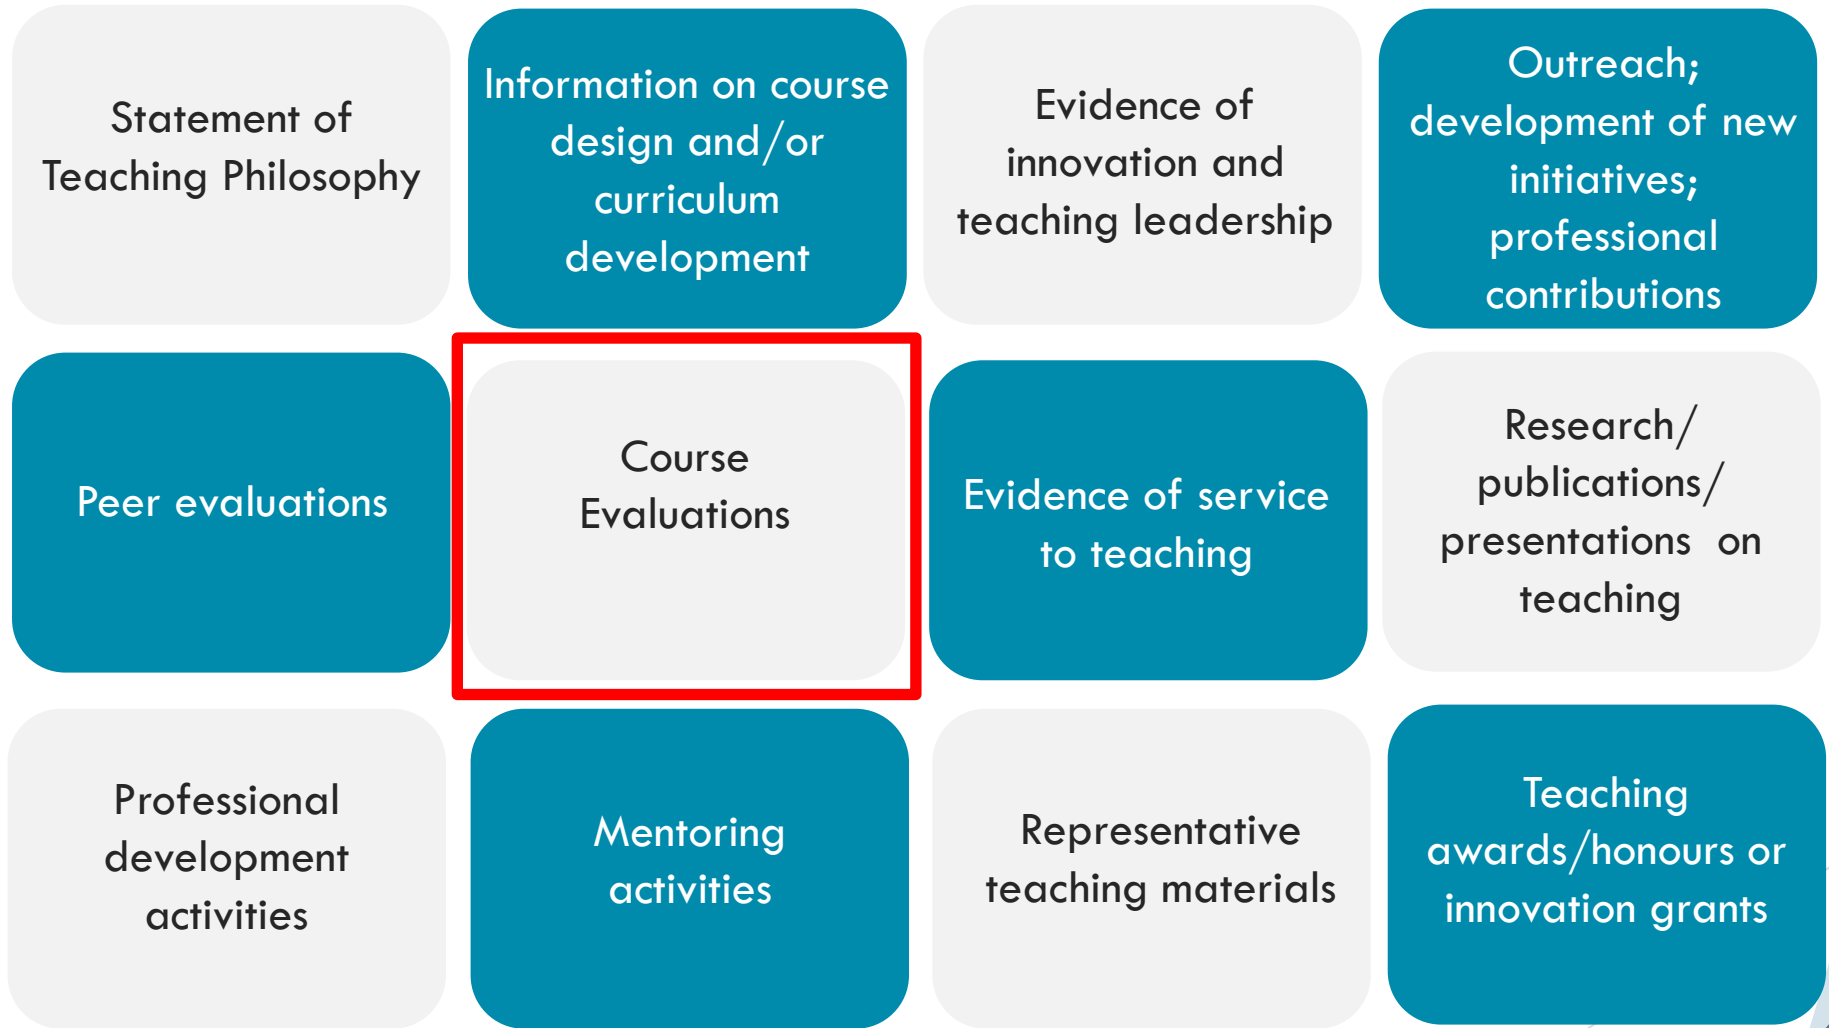 Statement of
Teaching Philosophy
Information on course
design and/or
curriculum
development
Evidence of
innovation and
teaching leadership
Outreach;
development of new
initiatives;
professional
contributions
Peer evaluations
Course
Evaluations
Evidence of service
to teaching
Research/
publications/
presentations on
teaching
Professional
development
activities
Mentoring
activities
Representative
teaching materials
Teaching
awards/honours or
innovation grants